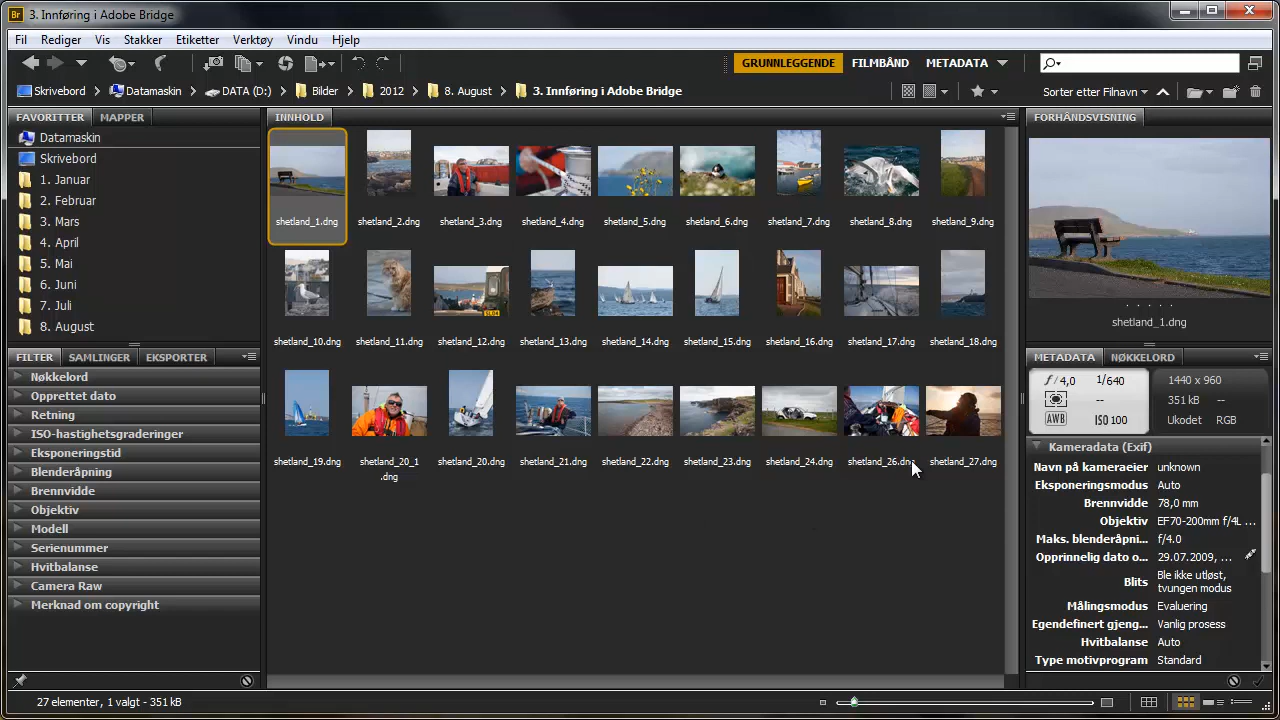 Br 3. Innføring i Adobe Bridge
Fil Rediger Vis Stakker Etiketter Verktøy Vindu Hjelp
GRUNNLEGGENDE FILMBÅND METADATA
Skrivebord Datamaskin DATA (D:) Bilder 2012 8. August 3. Innføring i Adobe Bridge Sorter etter Filnavn
FAVORITTER MAPPER
Datamaskin
Skrivebord
1. Januar
2. Februar
3. Mars
4. April
5. Mai
6. Juni
7. Juli
8. August
FILTER SAMLINGER EKSPORTER
Nøkkelord
Opprettet dato
Retning
ISO-hastighetsgraderinger
Eksponeringstid
Blenderåpning
Brennvidde
Objektiv
Modell
Serienummer
Hvitbalanse
Camera Raw
Merknad om copyright
INNHOLD
shetland_1.dng shetland_2.dng shetland_3.dng shetland_4.dng shetland_5.dng shetland_6.dng shetland_7.dng shetland_8.dng shetland_9.dng
shetland_10.dng shetland_11.dng shetland_12.dng shetland_13.dng shetland_14.dng shetland_15.dng shetland_16.dng shetland_17.dng shetland_18.dng
shetland_19.dng shetland_20_1 shetland_20.dng shetland_21.dng shetland_22.dng shetland_23.dng shetland_24.dng shetland_26.dng shetland_27.dng
.dng
FORHÅNDSVISNING
shetland_1.dng
METADATA NØKKELORD
f/4,0 1/640 1440 x 960
-- 351 kB --
AWB ISO 100 Ukodet RGB
Kameradata (Exif)
Navn på kameraeier unknown
Eksponeringsmodus Auto
Brennvidde 78,0 mm
Objektiv EF70-200mm f/4L ...
Maks. blenderåpni... f/4.0
Opprinnelig dato o... 29.07.2009, ...
Blits Ble ikke utløst,
tvungen modus
Målingsmodus Evaluering
Egendefinert gjeng... Vanlig prosess
Hvitbalanse Auto
Type motivprogram Standard
27 elementer, 1 valgt - 351 kB